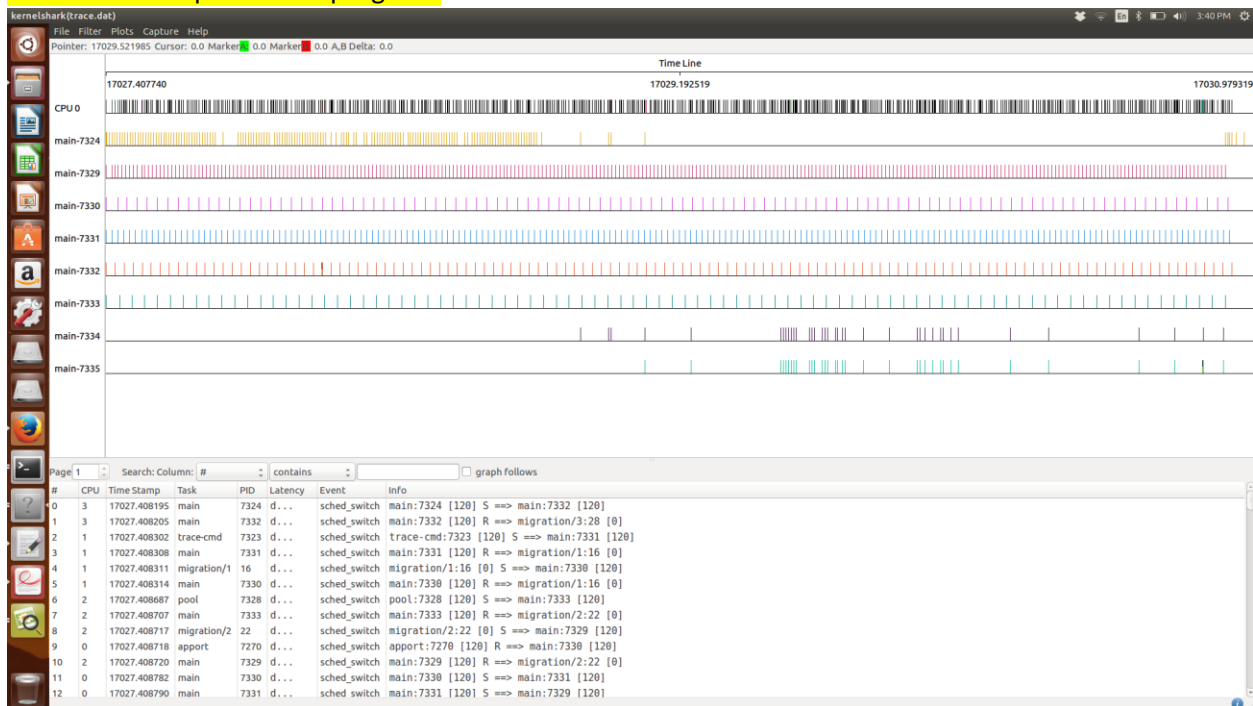 kernelshark(trace.dat)
En 3:40 PM
File Filter Plots Capture Help
Pointer: 17029.521985 Cursor: 0.0 Marker A: 0.0 Marker B: 0.0 A,B Delta: 0.0
Time Line
17027.407740 17029.192519 17030.979319
CPU 0
main-7324
main-7329
main-7330
main-7331
main-7332
main-7333
main-7334
main-7335
Page 1 Search: Column: # contains graph follows
# CPU Time Stamp Task PID Latency Event Info
0 3 17027.408195 main 7324 d... sched_switch main:7324 [120] S ==> main:7332 [120]
1 3 17027.408205 main 7332 d... sched_switch main:7332 [120] R ==> migration/3:28 [0]
2 1 17027.408302 trace-cmd 7323 d... sched_switch trace-cmd:7323 [120] S ==> main:7331 [120]
3 1 17027.408308 main 7331 d... sched_switch main:7331 [120] R ==> migration/1:16 [0]
4 1 17027.408311 migration/1 16 d... sched_switch migration/1:16 [0] S ==> main:7330 [120]
5 1 17027.408314 main 7330 d... sched_switch main:7330 [120] R ==> migration/1:16 [0]
6 2 17027.408687 pool 7328 d... sched_switch pool:7328 [120] S ==> main:7333 [120]
7 2 17027.408707 main 7333 d... sched_switch main:7333 [120] R ==> migration/2:22 [0]
8 2 17027.408717 migration/2 22 d... sched_switch migration/2:22 [0] S ==> main:7329 [120]
9 0 17027.408718 apport 7270 d... sched_switch apport:7270 [120] R ==> main:7330 [120]
10 2 17027.408720 main 7329 d... sched_switch main:7329 [120] R ==> migration/2:22 [0]
11 0 17027.408782 main 7330 d... sched_switch main:7330 [120] S ==> main:7331 [120]
12 0 17027.408790 main 7331 d... sched_switch main:7331 [120] S ==> main:7329 [120]